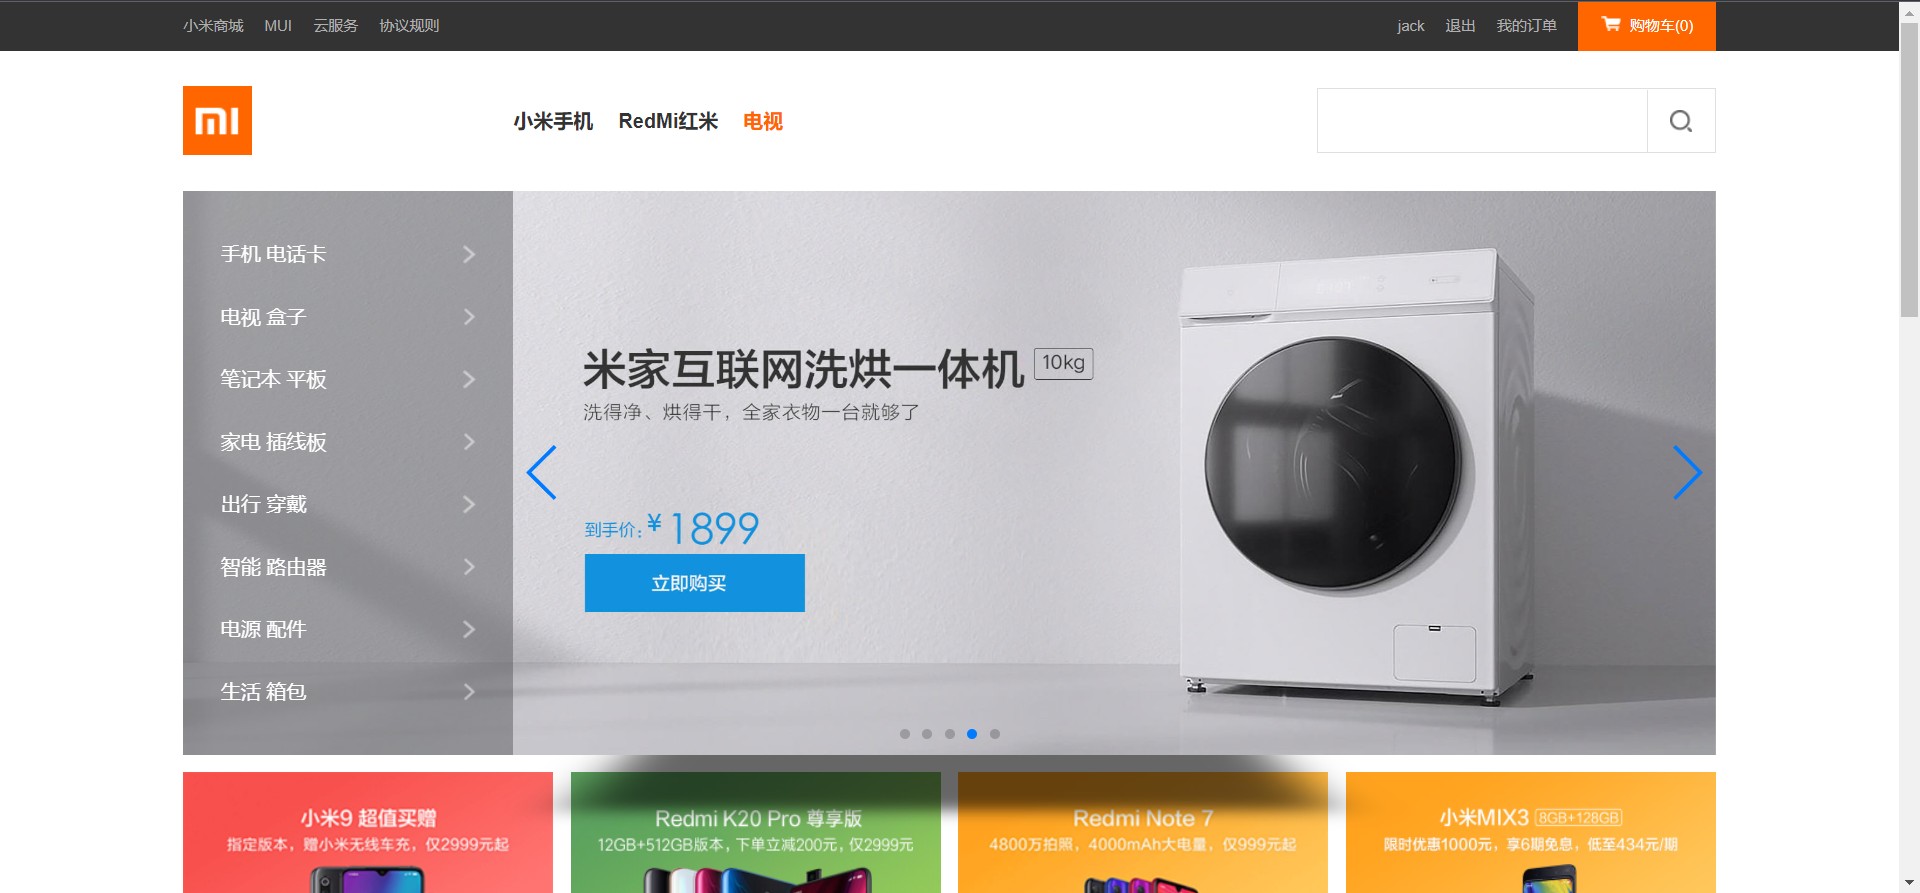 小米商城 MUI 云服务 协议规则 jack 退出 我的订单 购物车(0)
小米手机 RedMi红米 电视
手机 电话卡
电视 盒子
笔记本 平板
家电 插线板
出行 穿戴
智能 路由器
电源 配件
生活 箱包
米家互联网洗烘一体机 10kg
洗得净、烘得干，全家衣物一台就够了
到手价：¥1899
立即购买
小米9 超值买赠
指定版本，赠小米无线车充，仅2999元起
Redmi K20 Pro 尊享版
12GB+512GB版本，下单立减200元，仅2999元
Redmi Note 7
4800万拍照，4000mAh大电量，仅999元起
小米MIX3 8GB+128GB
限时优惠1000元，享6期免息，低至434元/期